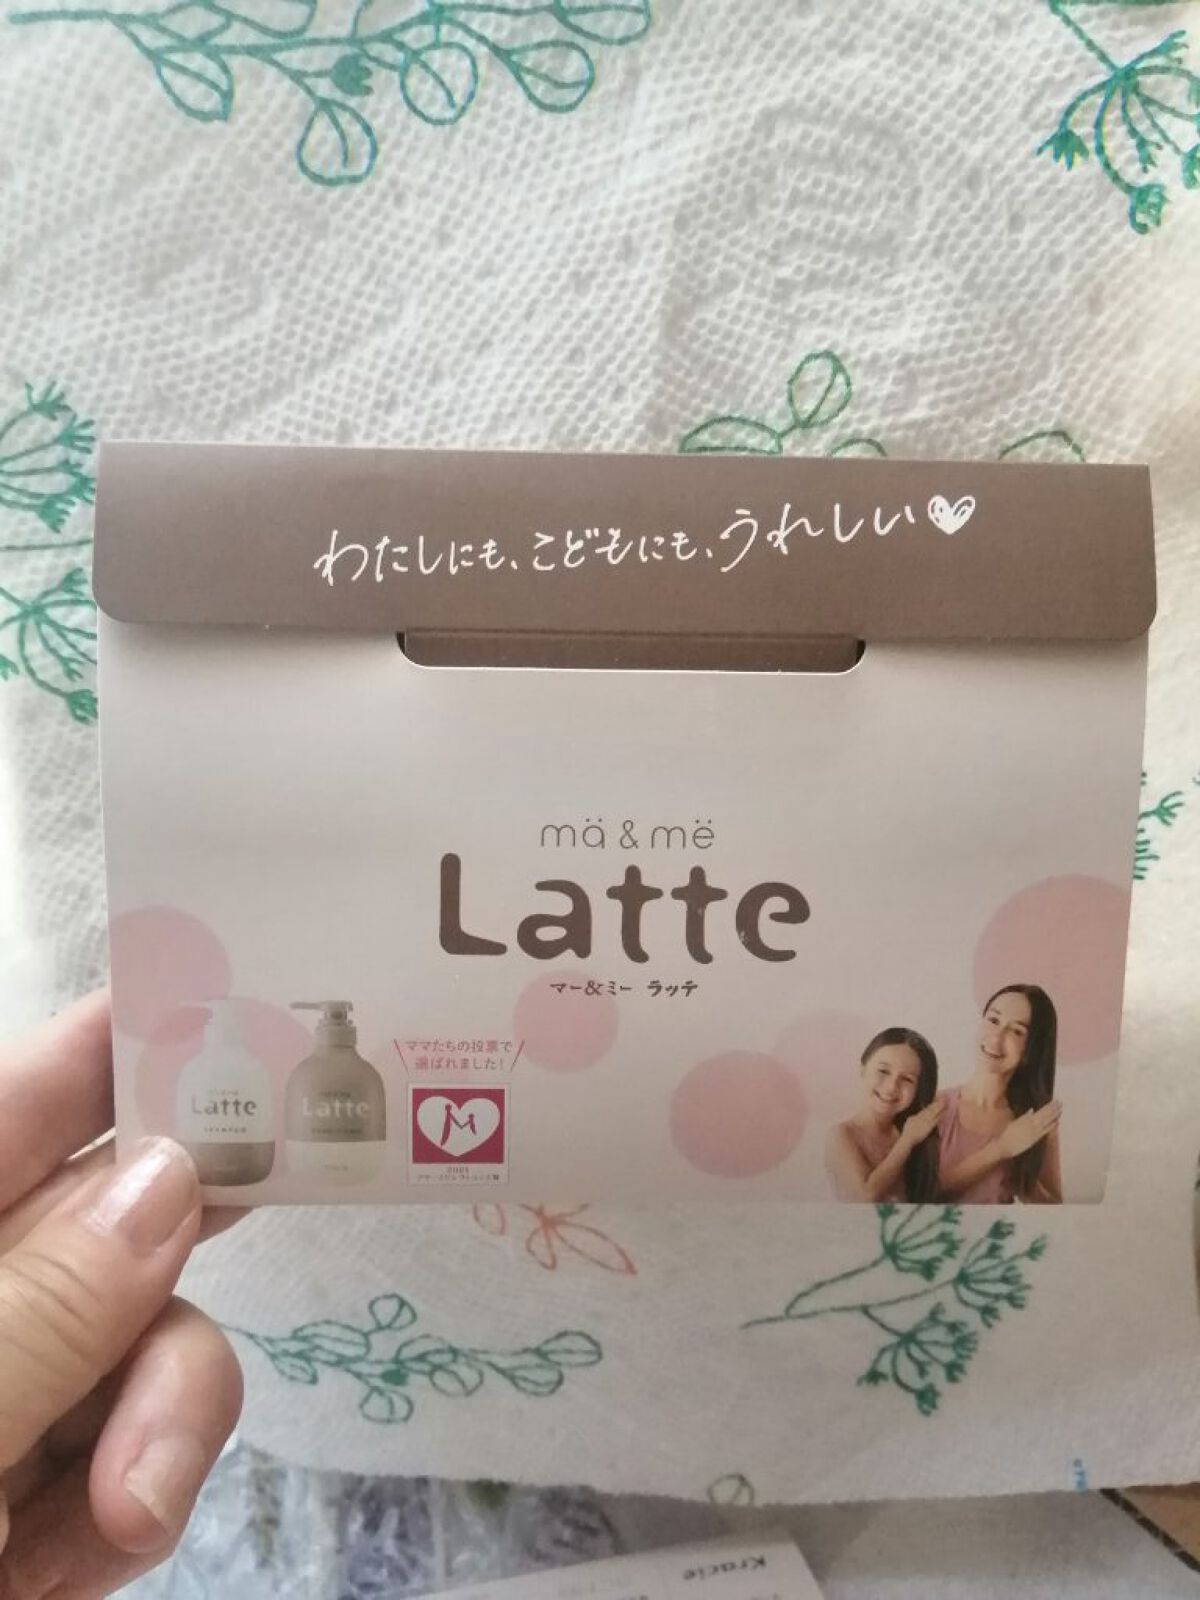 わたしにも、こどもにも、うれしい
mä & më
Latte
マー&ミー ラッテ
ママたちの投票で
選ばれました!
Latte
SHAMPOO
Latte
2021
Kracie